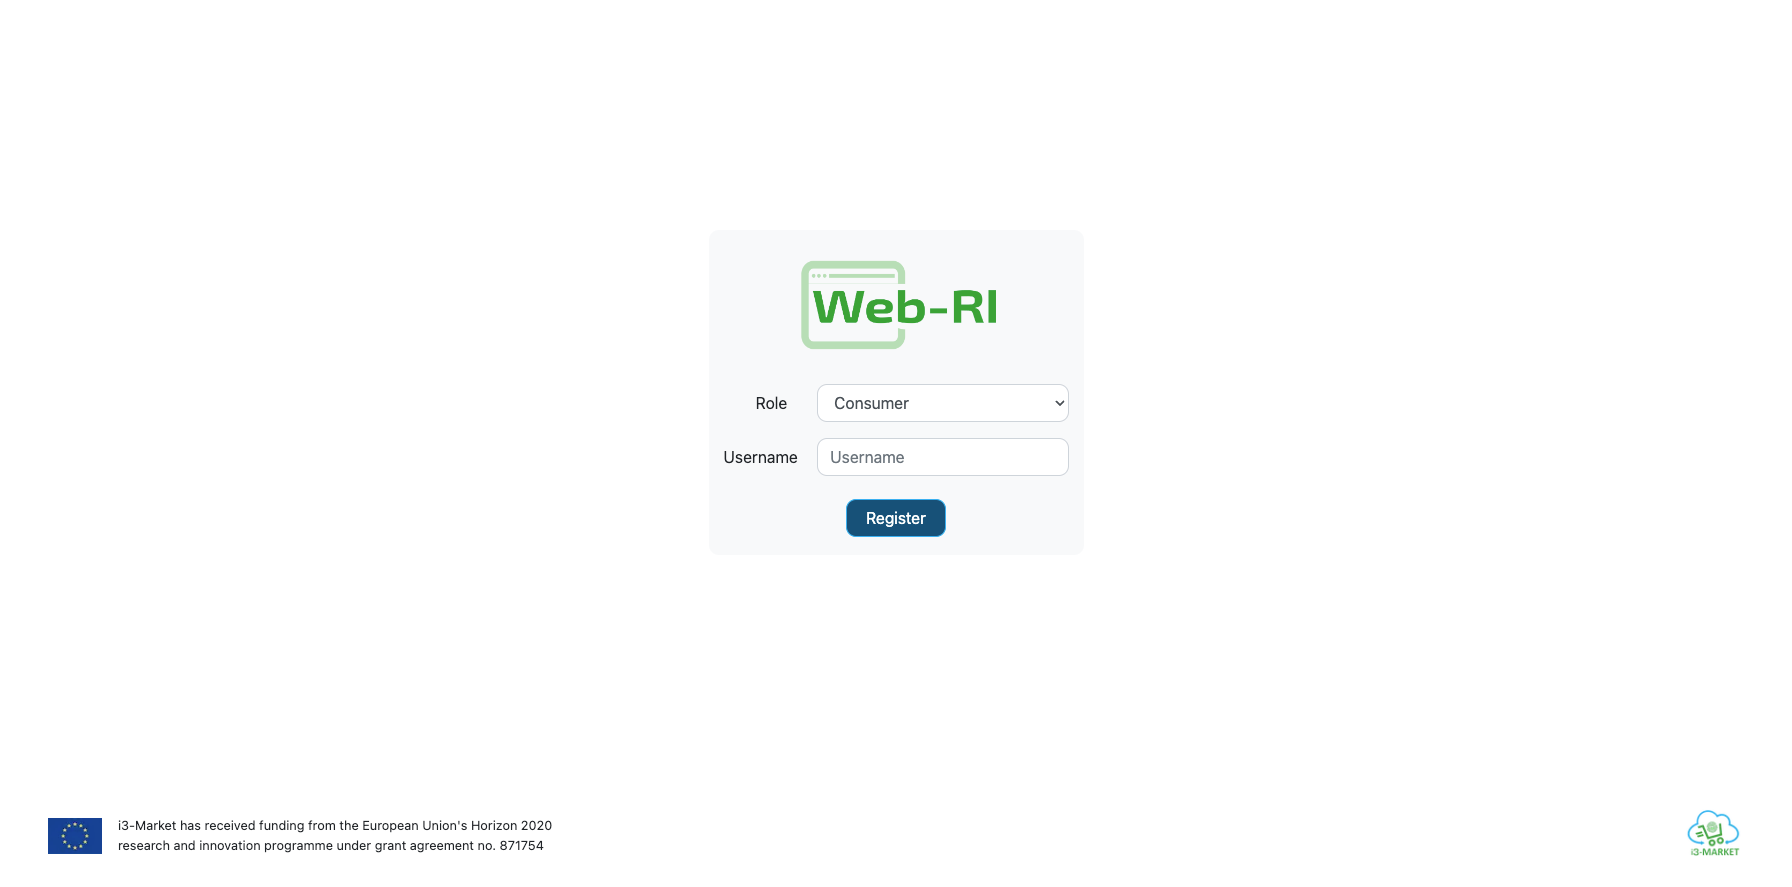 Web-RI
Role
Consumer
Username
Username
Register
i3-Market has received funding from the European Union's Horizon 2020
research and innovation programme under grant agreement no. 871754
i3-MARKET